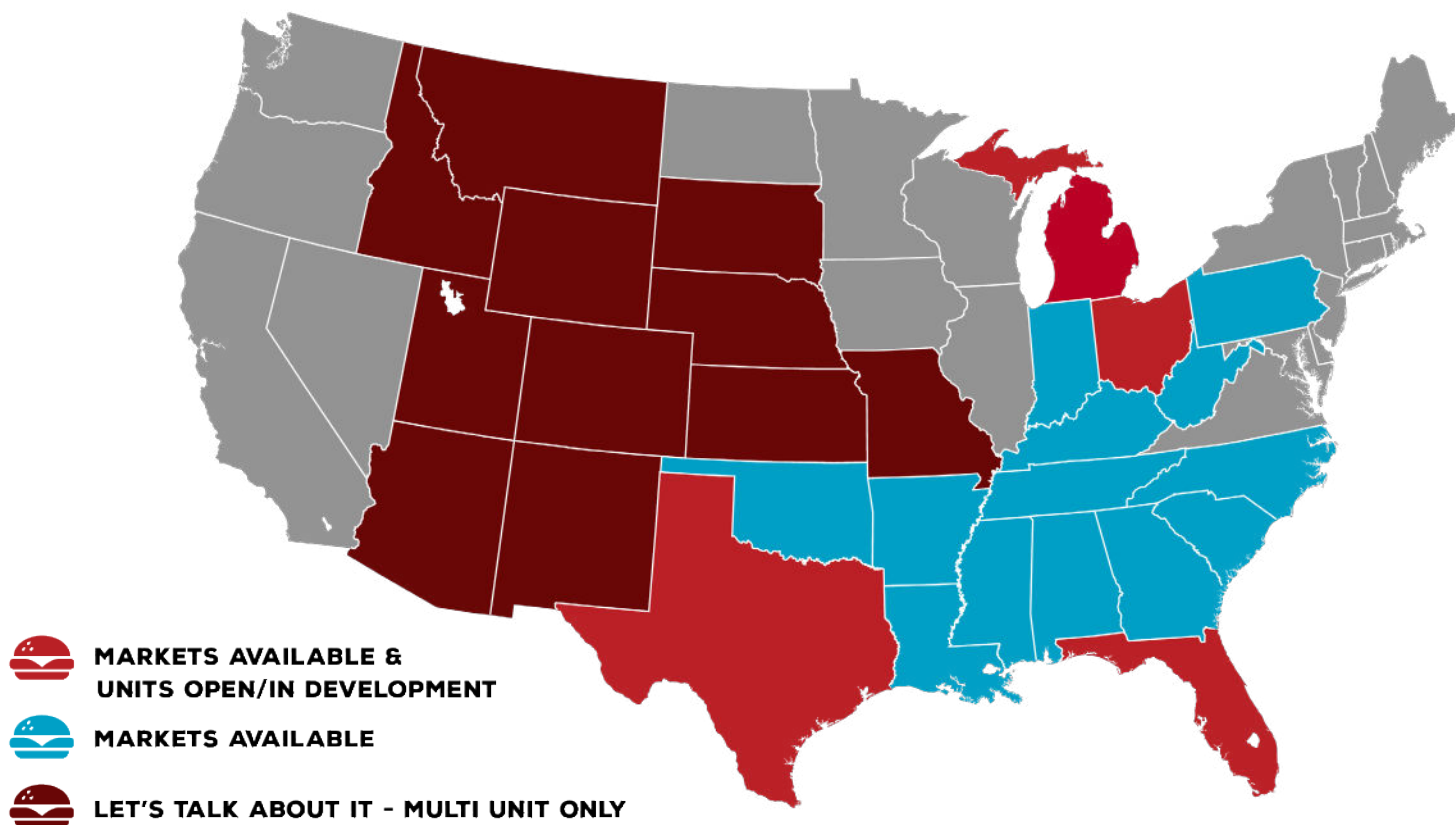 MARKETS AVAILABLE &
UNITS OPEN/IN DEVELOPMENT
MARKETS AVAILABLE
LET'S TALK ABOUT IT - MULTI UNIT ONLY